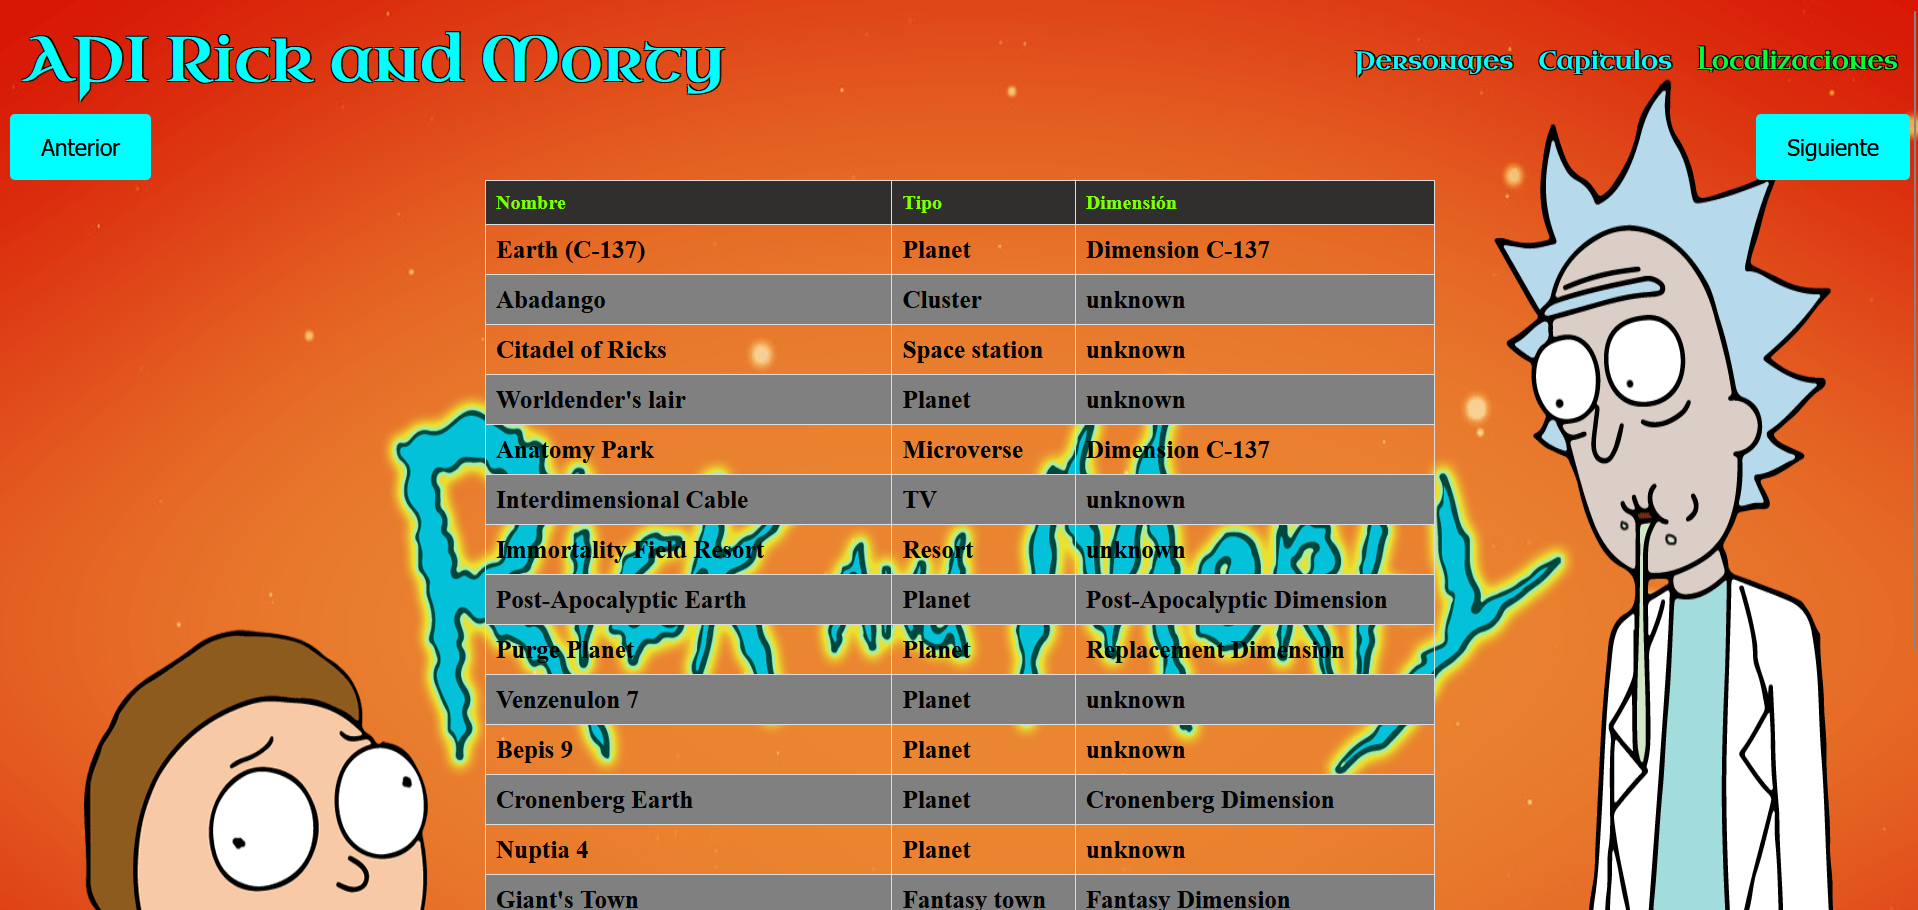 API Rick and Morty
Personajes Capitulos Localizaciones
Anterior
Siguiente
Nombre Tipo Dimensión
Earth (C-137) Planet Dimension C-137
Abadango Cluster unknown
Citadel of Ricks Space station unknown
Worldender's lair Planet unknown
Anatomy Park Microverse Dimension C-137
Interdimensional Cable TV unknown
Immortality Field Resort Resort unknown
Post-Apocalyptic Earth Planet Post-Apocalyptic Dimension
Purge Planet Planet Replacement Dimension
Venzenulon 7 Planet unknown
Bepis 9 Planet unknown
Cronenberg Earth Planet Cronenberg Dimension
Nuptia 4 Planet unknown
Giant's Town Fantasy town Fantasy Dimension
Rick and Morty